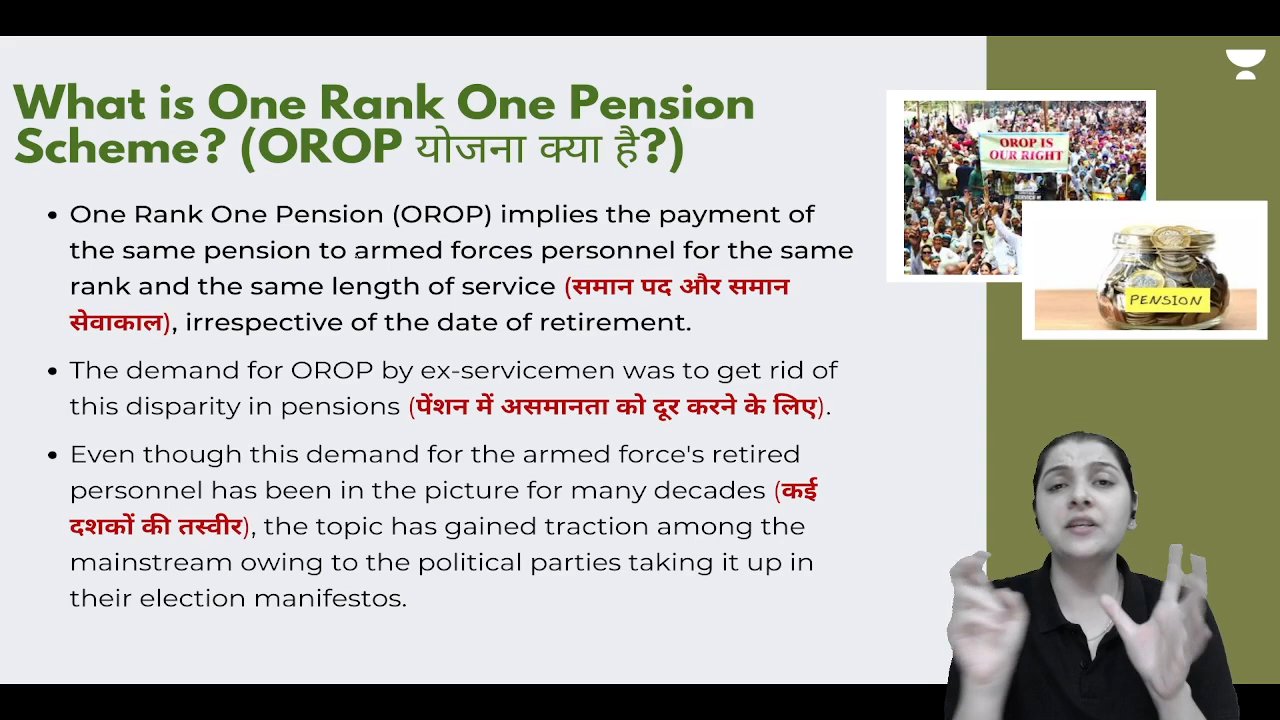 What is One Rank One Pension
Scheme? (OROP योजना क्या है?)
• One Rank One Pension (OROP) implies the payment of
the same pension to armed forces personnel for the same
rank and the same length of service (समान पद और समान
सेवाकाल), irrespective of the date of retirement.
• The demand for OROP by ex-servicemen was to get rid of
this disparity in pensions (पेंशन में असमानता को दूर करने के लिए).
• Even though this demand for the armed force's retired
personnel has been in the picture for many decades (कई
दशकों की तस्वीर), the topic has gained traction among the
mainstream owing to the political parties taking it up in
their election manifestos.
OROP IS
OUR RIGHT
PENSION